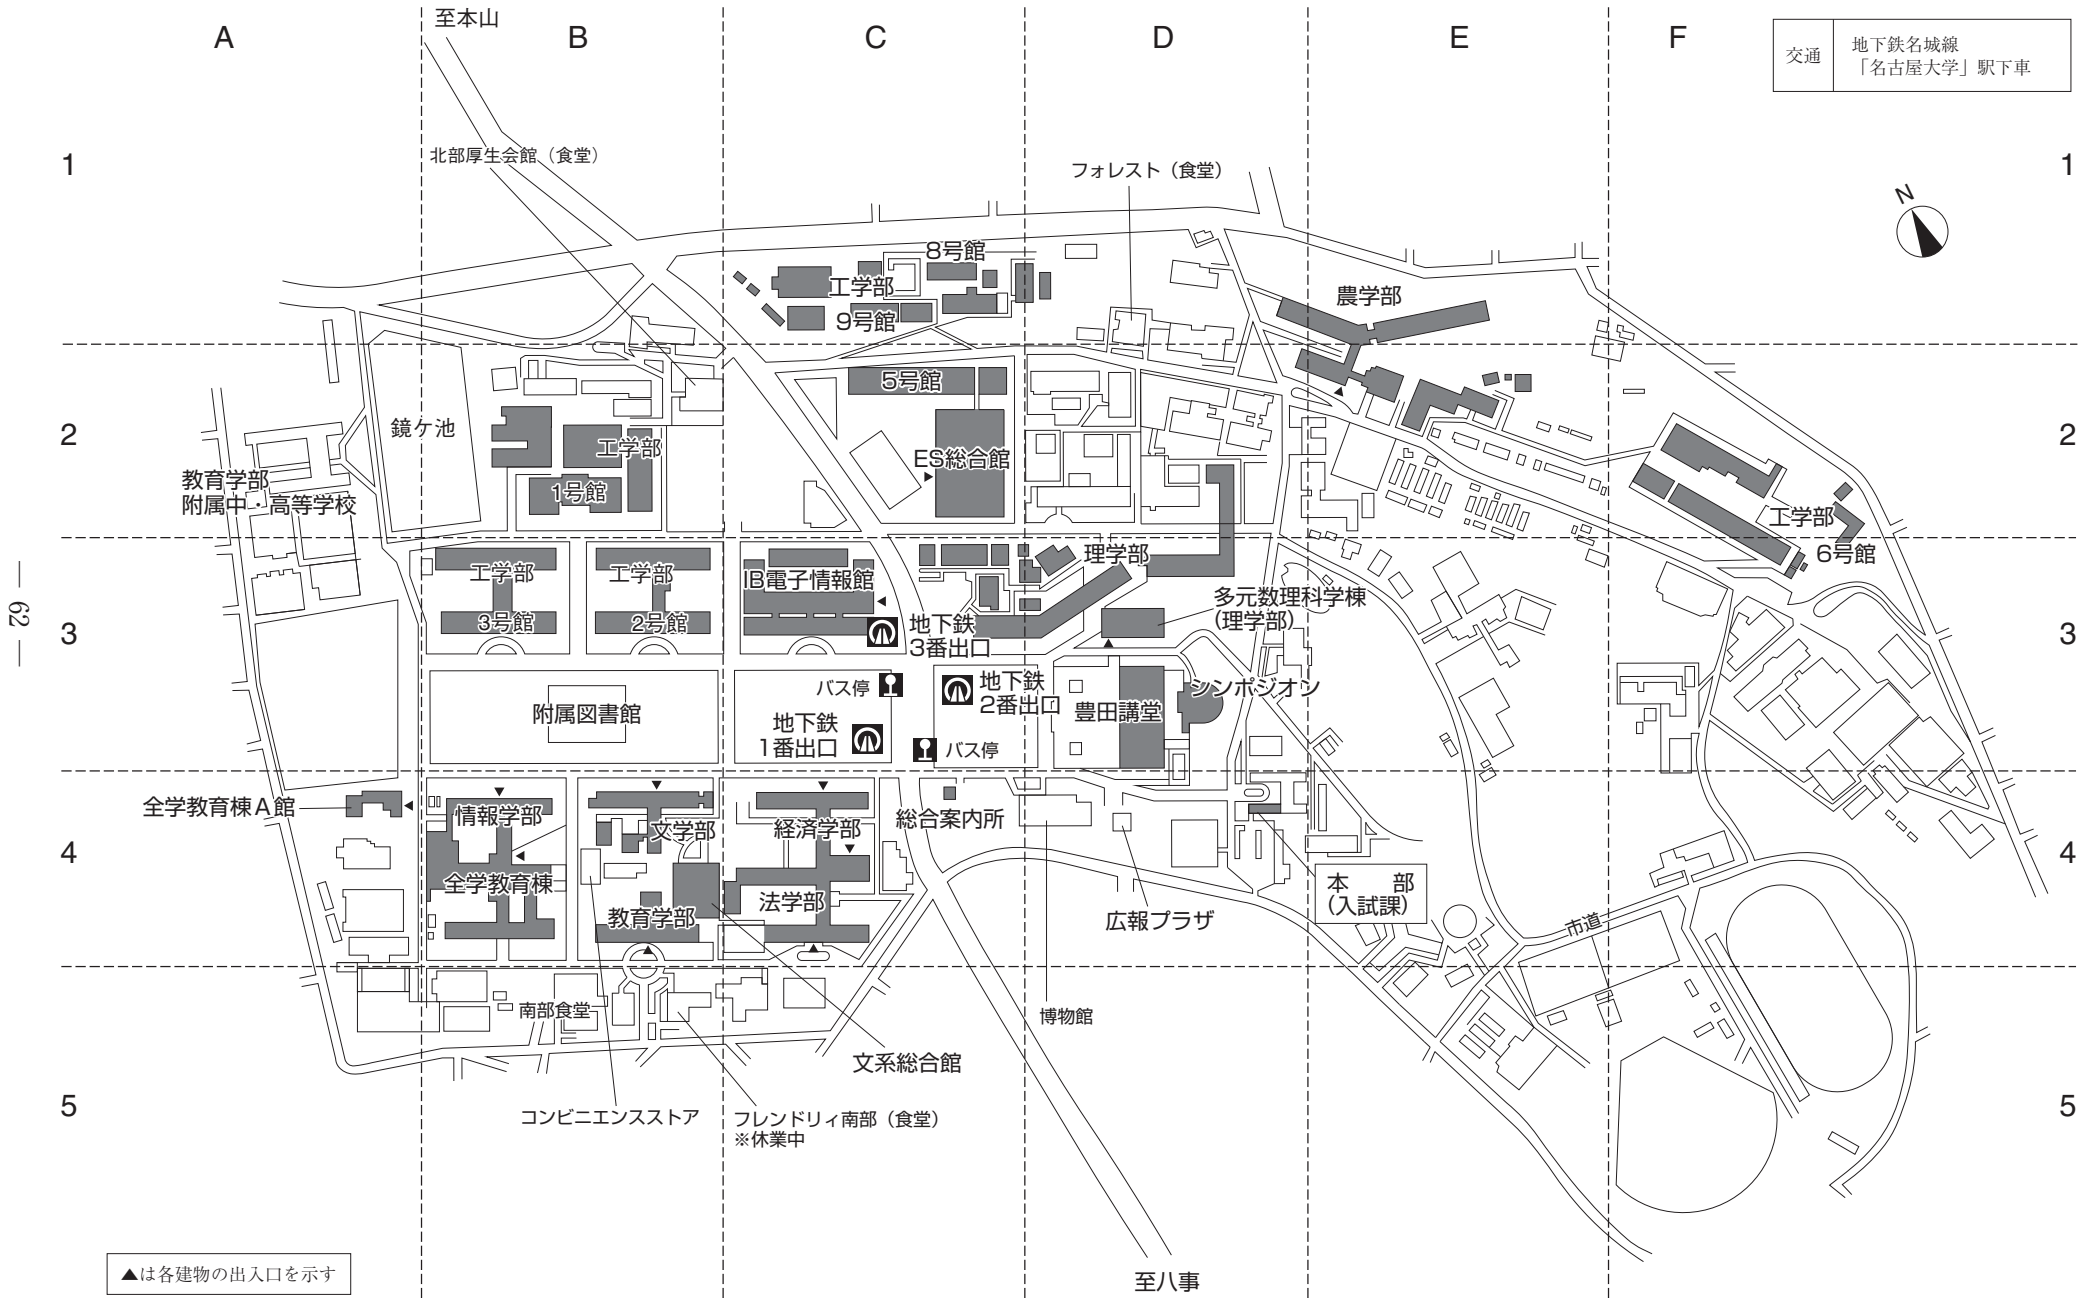 至本山
A
B
C
D
E
F
交通
地下鉄名城線
「名古屋大学」駅下車
1
北部厚生会館（食堂）
フォレスト（食堂）
1
N
8号館
工学部
9号館
農学部
2
鏡ケ池
5号館
2
工学部
1号館
ES総合館
教育学部
附属中・高等学校
工学部
6号館
工学部
3号館
工学部
2号館
IB電子情報館
理学部
多元数理科学棟
（理学部）
3
地下鉄
3番出口
3
バス停
地下鉄
2番出口
シンポジオン
附属図書館
地下鉄
1番出口
豊田講堂
バス停
全学教育棟A館
情報学部
文学部
経済学部
総合案内所
4
4
全学教育棟
教育学部
法学部
広報プラザ
本　部
（入試課）
市道
南部食堂
博物館
文系総合館
5
コンビニエンスストア
フレンドリィ南部（食堂）
※休業中
5
至八事
▲は各建物の出入口を示す
— 62 —